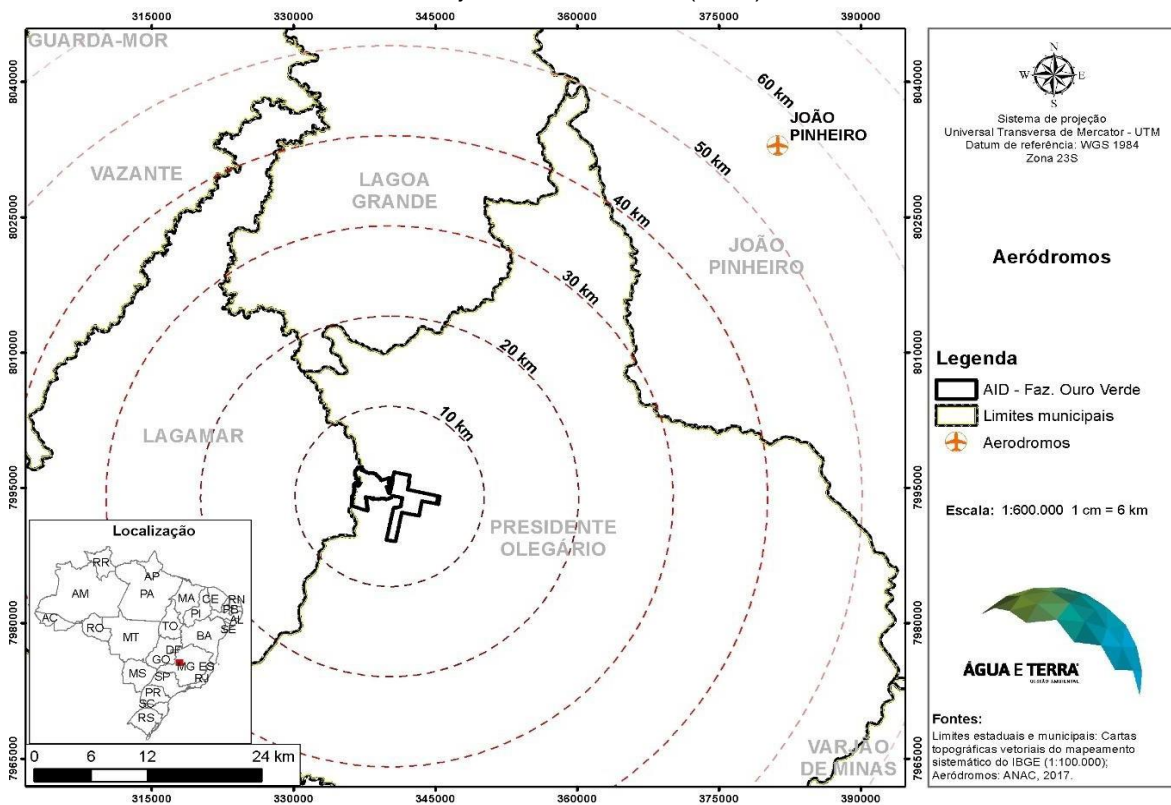 315000 330000 345000 360000 375000 390000
GUARDA-MOR
8040000
8025000
8010000
7995000
7980000
7965000
60 km
JOÃO
PINHEIRO
50 km
VAZANTE
LAGOA
GRANDE
40 km
JOÃO
PINHEIRO
30 km
20 km
10 km
LAGAMAR
PRESIDENTE
OLEGÁRIO
VARJÃO
DE MINAS
Localização
RR
AP
AM
PA
MA
CE
RN
PB
PI
AL
SE
AC
RO
TO
BA
MT
DF
GO
MG
ES
MS
SP
RJ
PR
SC
RS
0 6 12 24 km
315000 330000 345000 360000 375000 390000
8040000
8025000
8010000
7995000
7980000
7965000
N
W E
S
Sistema de projeção
Universal Transversa de Mercator - UTM
Datum de referência: WGS 1984
Zona 23S
Aeródromos
Legenda
AID - Faz. Ouro Verde
Limites municipais
Aerodromos
Escala: 1:600.000 1 cm = 6 km
ÁGUA E TERRA
Fontes:
Limites estaduais e municipais: Cartas
topográficas vetoriais do mapeamento
sistemático do IBGE (1:100.000);
Aeródromos: ANAC, 2017.